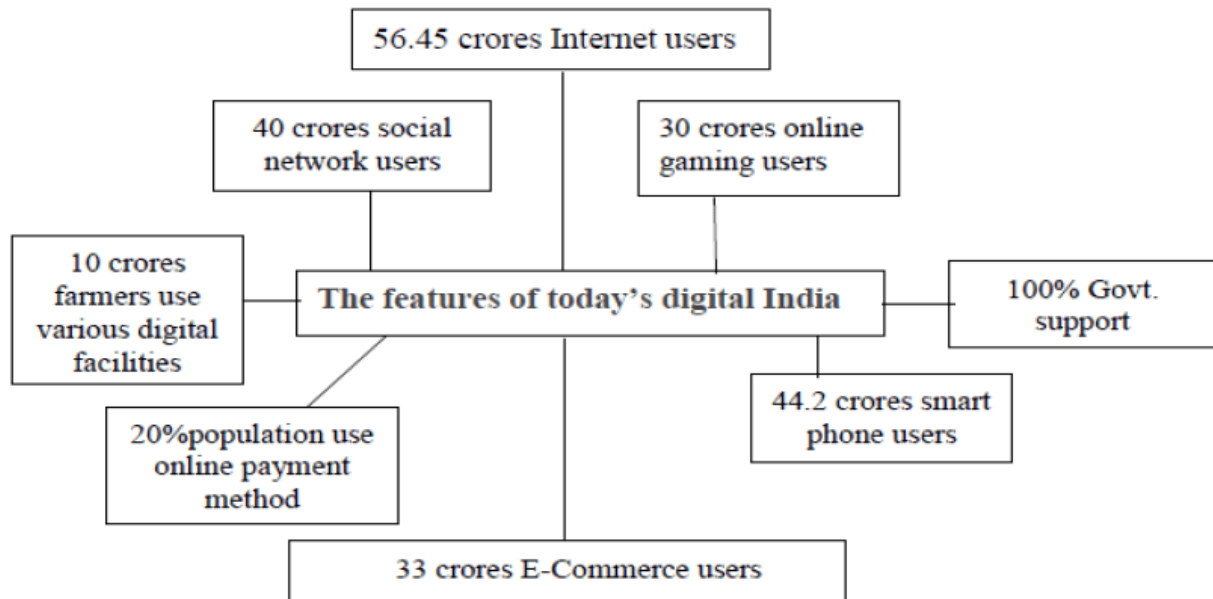 56.45 crores Internet users
40 crores social
network users
30 crores online
gaming users
10 crores
farmers use
various digital
facilities
The features of today’s digital India
100% Govt.
support
20%population use
online payment
method
44.2 crores smart
phone users
33 crores E-Commerce users